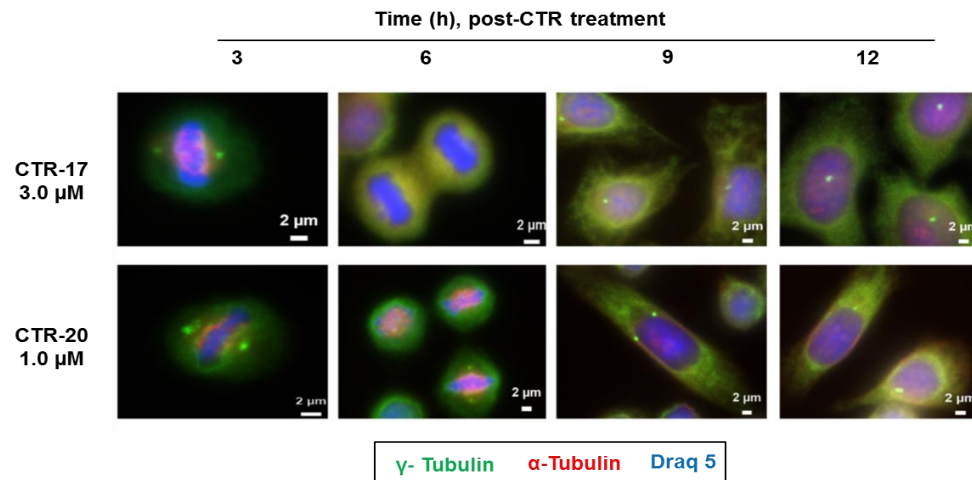 Time (h), post-CTR treatment
3 6 9 12
CTR-17
3.0 µM
2 µm 2 µm 2 µm 2 µm
CTR-20
1.0 µM
2 µm 2 µm 2 µm 2 µm
γ- Tubulin α-Tubulin Draq 5